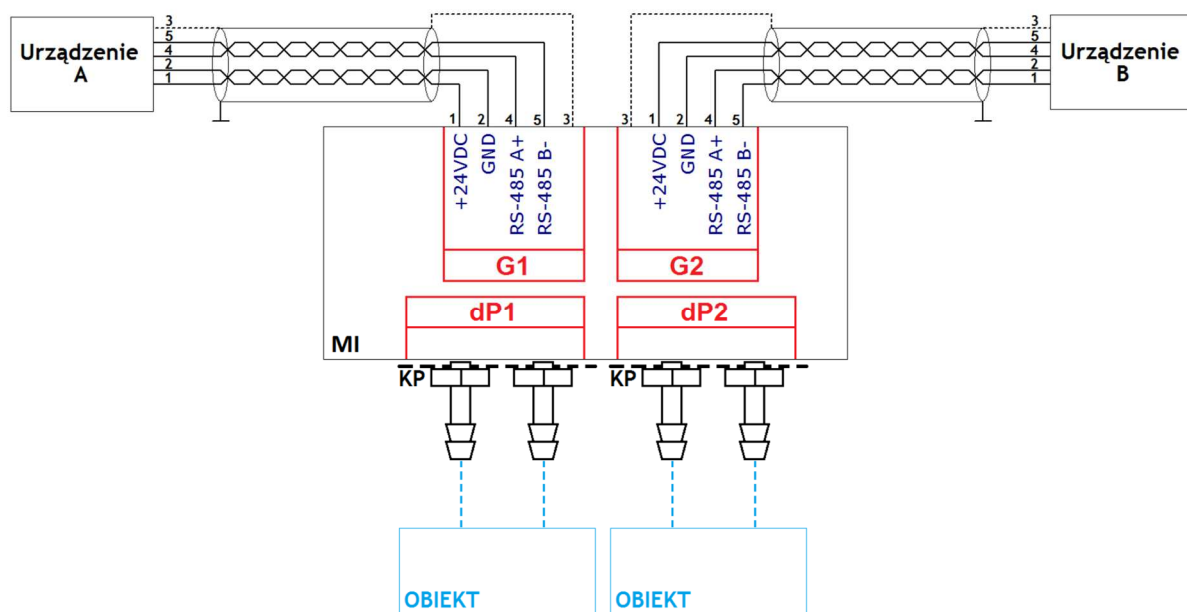 3
5
4
2
1
Urządzenie
A
3
5
4
2
1
Urządzenie
B
1 2 4 5 3
+24VDC
GND
RS-485 A+
RS-485 B-
3 1 2 4 5
+24VDC
GND
RS-485 A+
RS-485 B-
G1
G2
dP1
dP2
MI
KP
KP
OBIEKT
OBIEKT